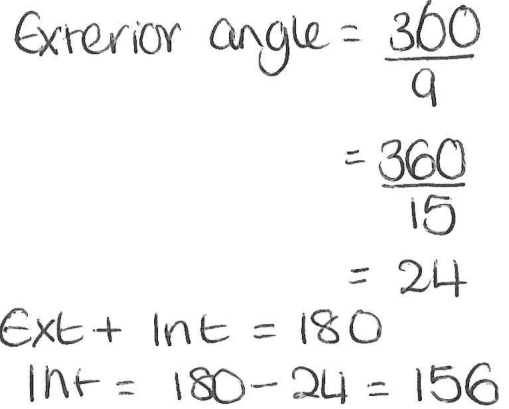 Exterior angle = 360/9
= 360/15
= 24
Ext + Int = 180
Int = 180 - 24 = 156